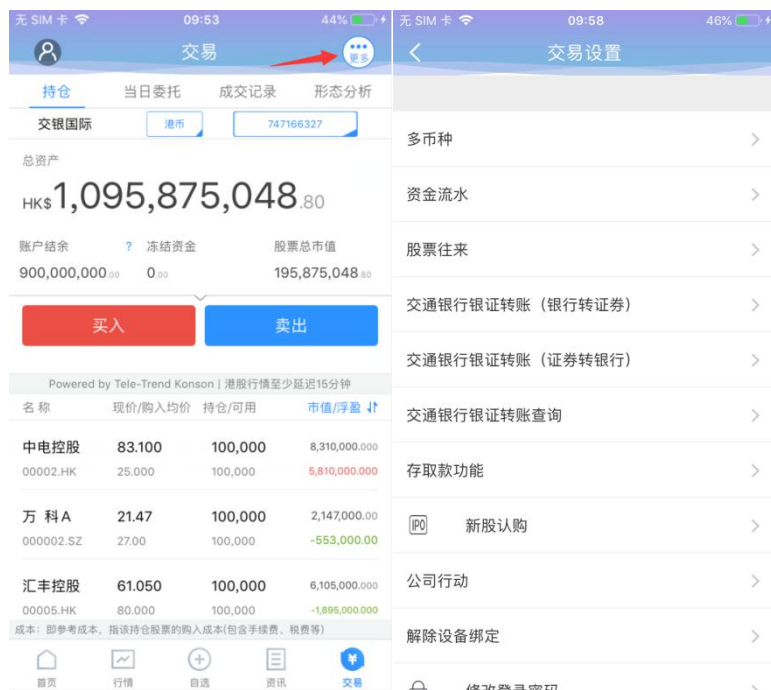 无 SIM 卡 09:53 44%
交易
更多
持仓 当日委托 成交记录 形态分析
交银国际 港币 747166327
总资产
HK$1,095,875,048.80
账户结余 ? 冻结资金 股票总市值
900,000,000.00 0.00 195,875,048.80
买入 卖出
Powered by Tele-Trend Konson | 港股行情至少延迟15分钟
名称 现价/购入均价 持仓/可用 市值/浮盈
中电控股 83.100 100,000 8,310,000.000
00002.HK 25.000 100,000 5,810,000.000
万 科A 21.47 100,000 2,147,000.00
000002.SZ 27.00 100,000 -553,000.00
汇丰控股 61.050 100,000 6,105,000.000
00005.HK 80.000 100,000 -1,895,000.000
成本：即参考成本，指该持仓股票的购入成本(包含手续费、税费等)
首页 行情 自选 资讯 交易
无 SIM 卡 09:58 46%
交易设置
多币种
资金流水
股票往来
交通银行银证转账（银行转证券）
交通银行银证转账（证券转银行）
交通银行银证转账查询
存取款功能
IPO 新股认购
公司行动
解除设备绑定
修改登录密码